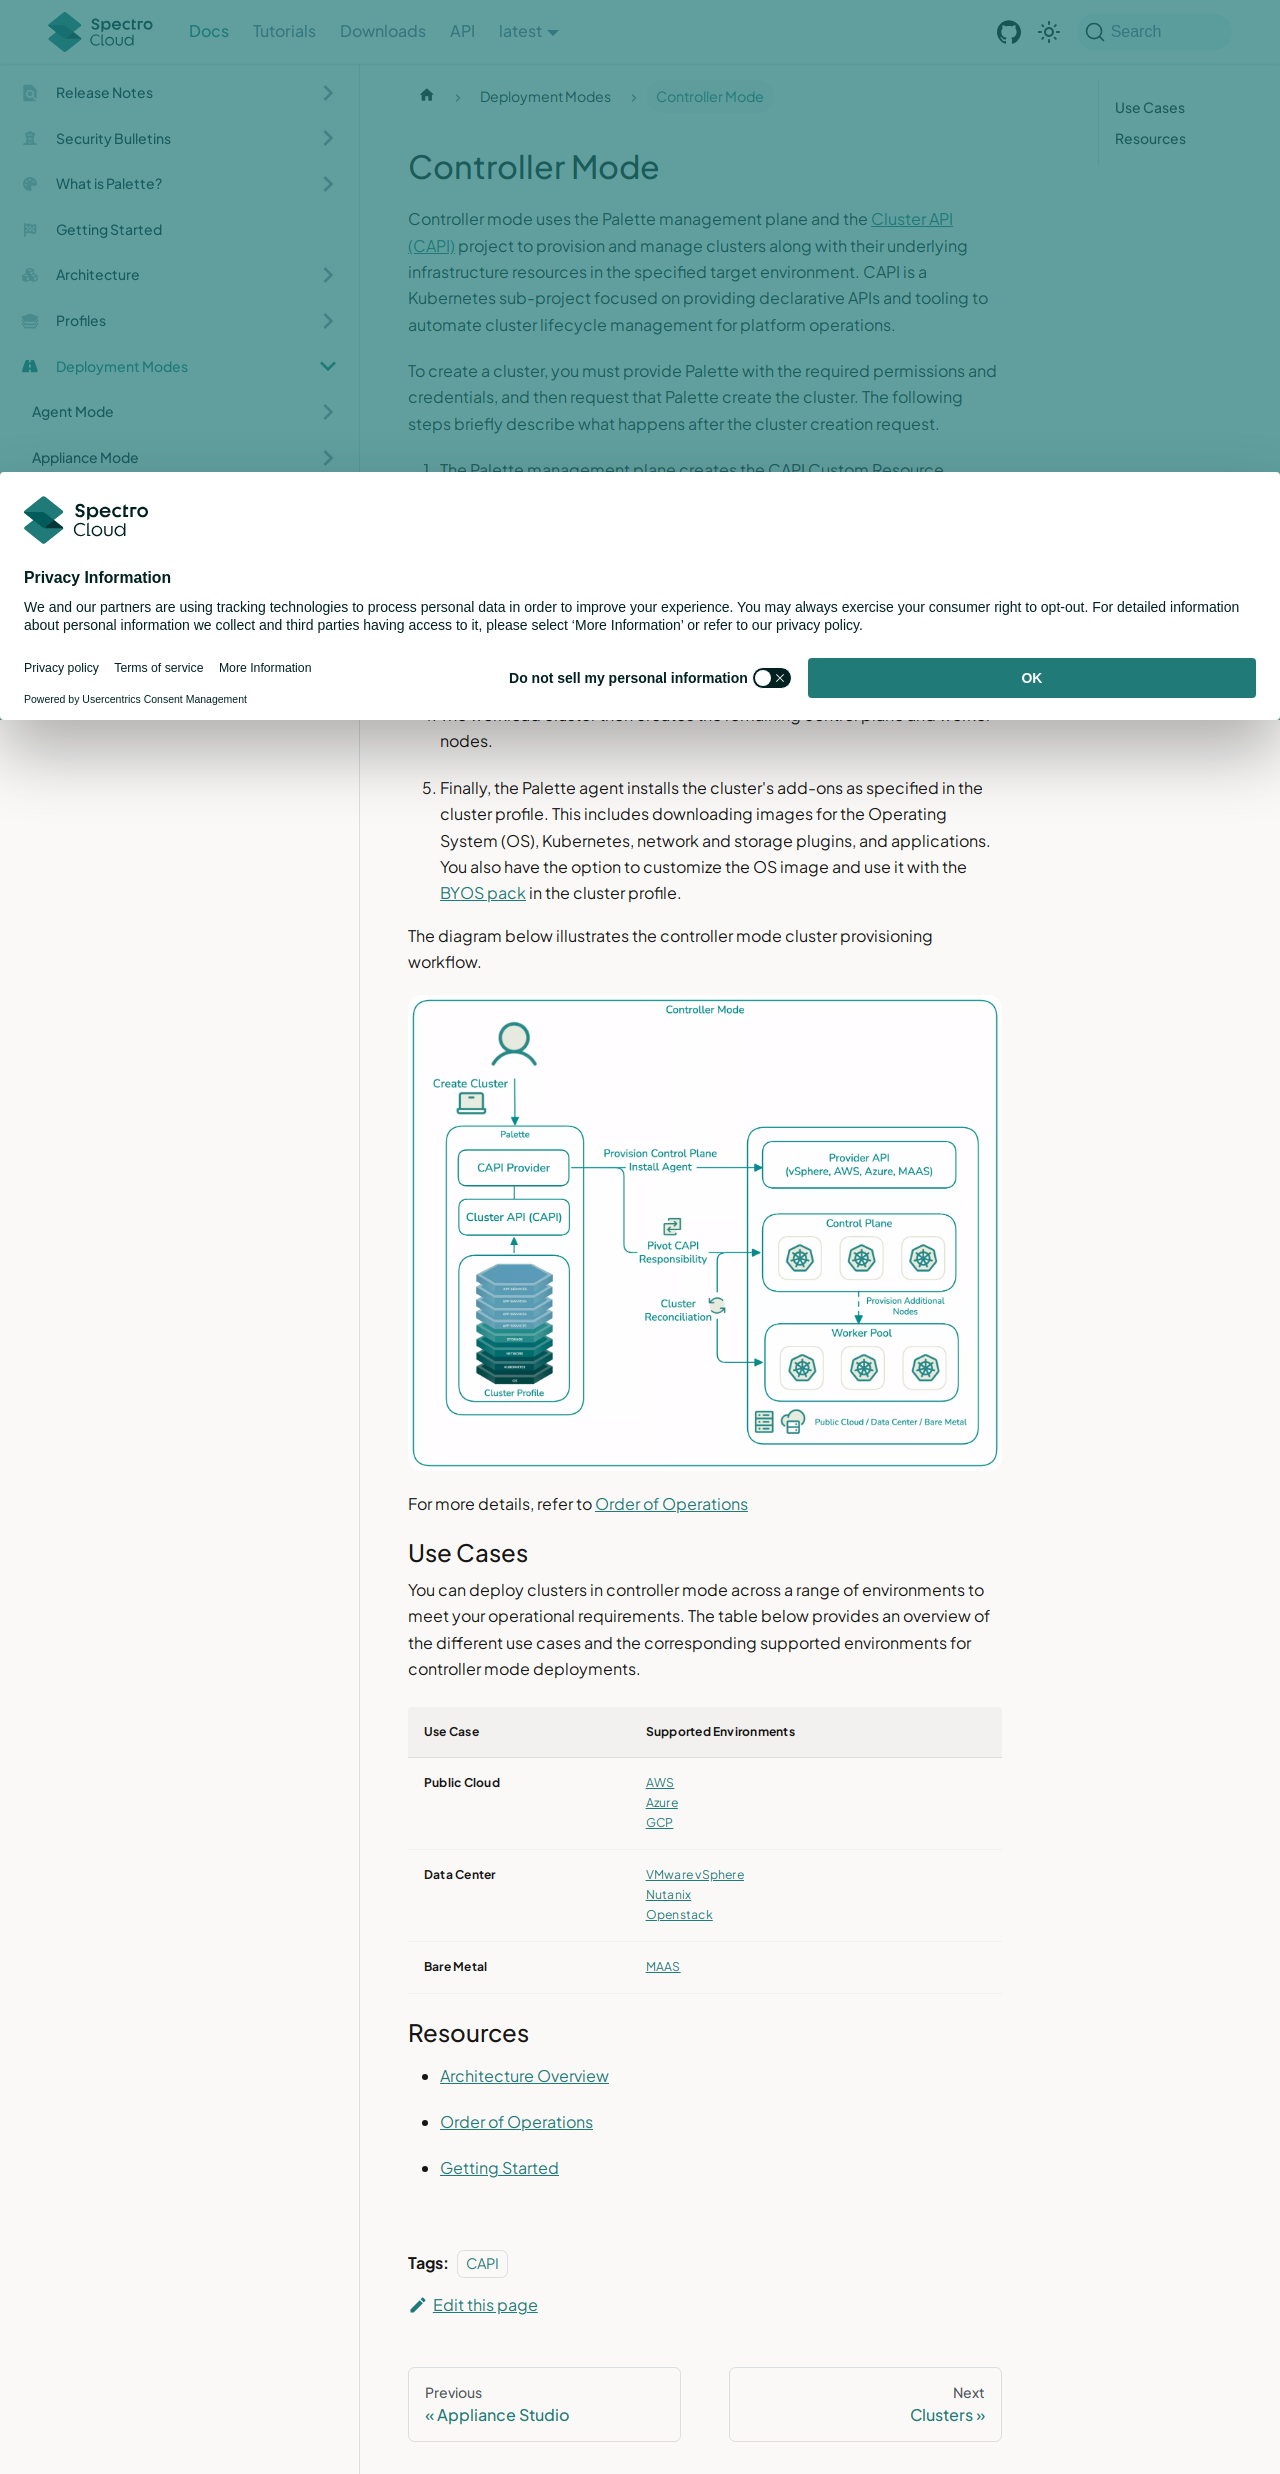 Spectro
Cloud
Docs
Tutorials
Downloads
API
latest
Search
Release Notes
Security Bulletins
What is Palette?
Getting Started
Architecture
Profiles
Deployment Modes
Agent Mode
Appliance Mode
Deployment Modes
Controller Mode
Use Cases
Resources
Controller Mode
Controller mode uses the Palette management plane and the Cluster API
(CAPI) project to provision and manage clusters along with their underlying
infrastructure resources in the specified target environment. CAPI is a
Kubernetes sub-project focused on providing declarative APIs and tooling to
automate cluster lifecycle management for platform operations.
To create a cluster, you must provide Palette with the required permissions and
credentials, and then request that Palette create the cluster. The following
steps briefly describe what happens after the cluster creation request.
1. The Palette management plane creates the CAPI Custom Resource
Spectro
Cloud
Privacy Information
We and our partners are using tracking technologies to process personal data in order to improve your experience. You may always exercise your consumer right to opt-out. For detailed information
about personal information we collect and third parties having access to it, please select ‘More Information’ or refer to our privacy policy.
Privacy policy
Terms of service
More Information
Powered by Usercentrics Consent Management
Do not sell my personal information
OK
4. The workload cluster then creates the remaining control plane and worker
nodes.
5. Finally, the Palette agent installs the cluster's add-ons as specified in the
cluster profile. This includes downloading images for the Operating
System (OS), Kubernetes, network and storage plugins, and applications.
You also have the option to customize the OS image and use it with the
BYOS pack in the cluster profile.
The diagram below illustrates the controller mode cluster provisioning
workflow.
Controller Mode
Create Cluster
Palette
CAPI Provider
Cluster API (CAPI)
STORAGE
NETWORK
KUBERNETES
OS
Cluster Profile
Provision Control Plane
Install Agent
Pivot CAPI
Responsibility
Cluster
Reconciliation
Provider API
(vSphere, AWS, Azure, MAAS)
Control Plane
Provision Additional
Nodes
Worker Pool
Public Cloud / Data Center / Bare Metal
For more details, refer to Order of Operations
Use Cases
You can deploy clusters in controller mode across a range of environments to
meet your operational requirements. The table below provides an overview of
the different use cases and the corresponding supported environments for
controller mode deployments.
Use Case
Supported Environments
Public Cloud
AWS
Azure
GCP
Data Center
VMware vSphere
Nutanix
Openstack
Bare Metal
MAAS
Resources
Architecture Overview
Order of Operations
Getting Started
Tags:
CAPI
Edit this page
Previous
« Appliance Studio
Next
Clusters »